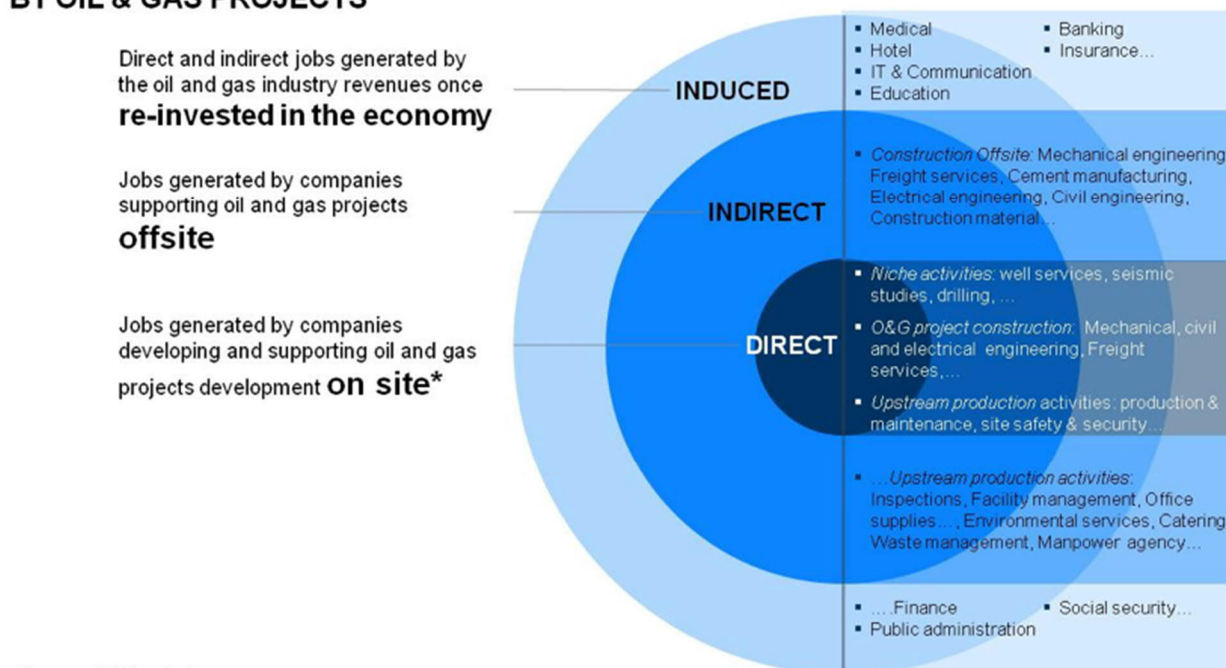 BY OIL & GAS PROJECTS
Direct and indirect jobs generated by
the oil and gas industry revenues once
re-invested in the economy
Jobs generated by companies
supporting oil and gas projects
offsite
Jobs generated by companies
developing and supporting oil and gas
projects development on site*
INDUCED
INDIRECT
DIRECT
▪ Medical
▪ Hotel
▪ IT & Communication
▪ Education
▪ Banking
▪ Insurance…
▪ Construction Offsite: Mechanical engineering
Freight services, Cement manufacturing,
Electrical engineering, Civil engineering,
Construction material…
▪ Niche activities: well services, seismic
studies, drilling, …
▪ O&G project construction: Mechanical, civil
and electrical engineering, Freight
services,…
▪ Upstream production activities: production &
maintenance, site safety & security…
▪ …Upstream production activities:
Inspections, Facility management, Office
supplies…, Environmental services, Catering
Waste management, Manpower agency…
▪ ….Finance
▪ Public administration
▪ Social security…